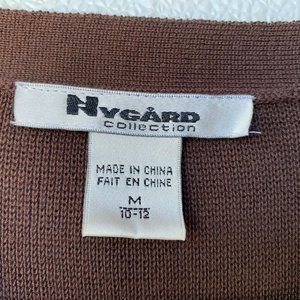 NYGÅRD
Collection
MADE IN CHINA
FAIT EN CHINE
M
10-12